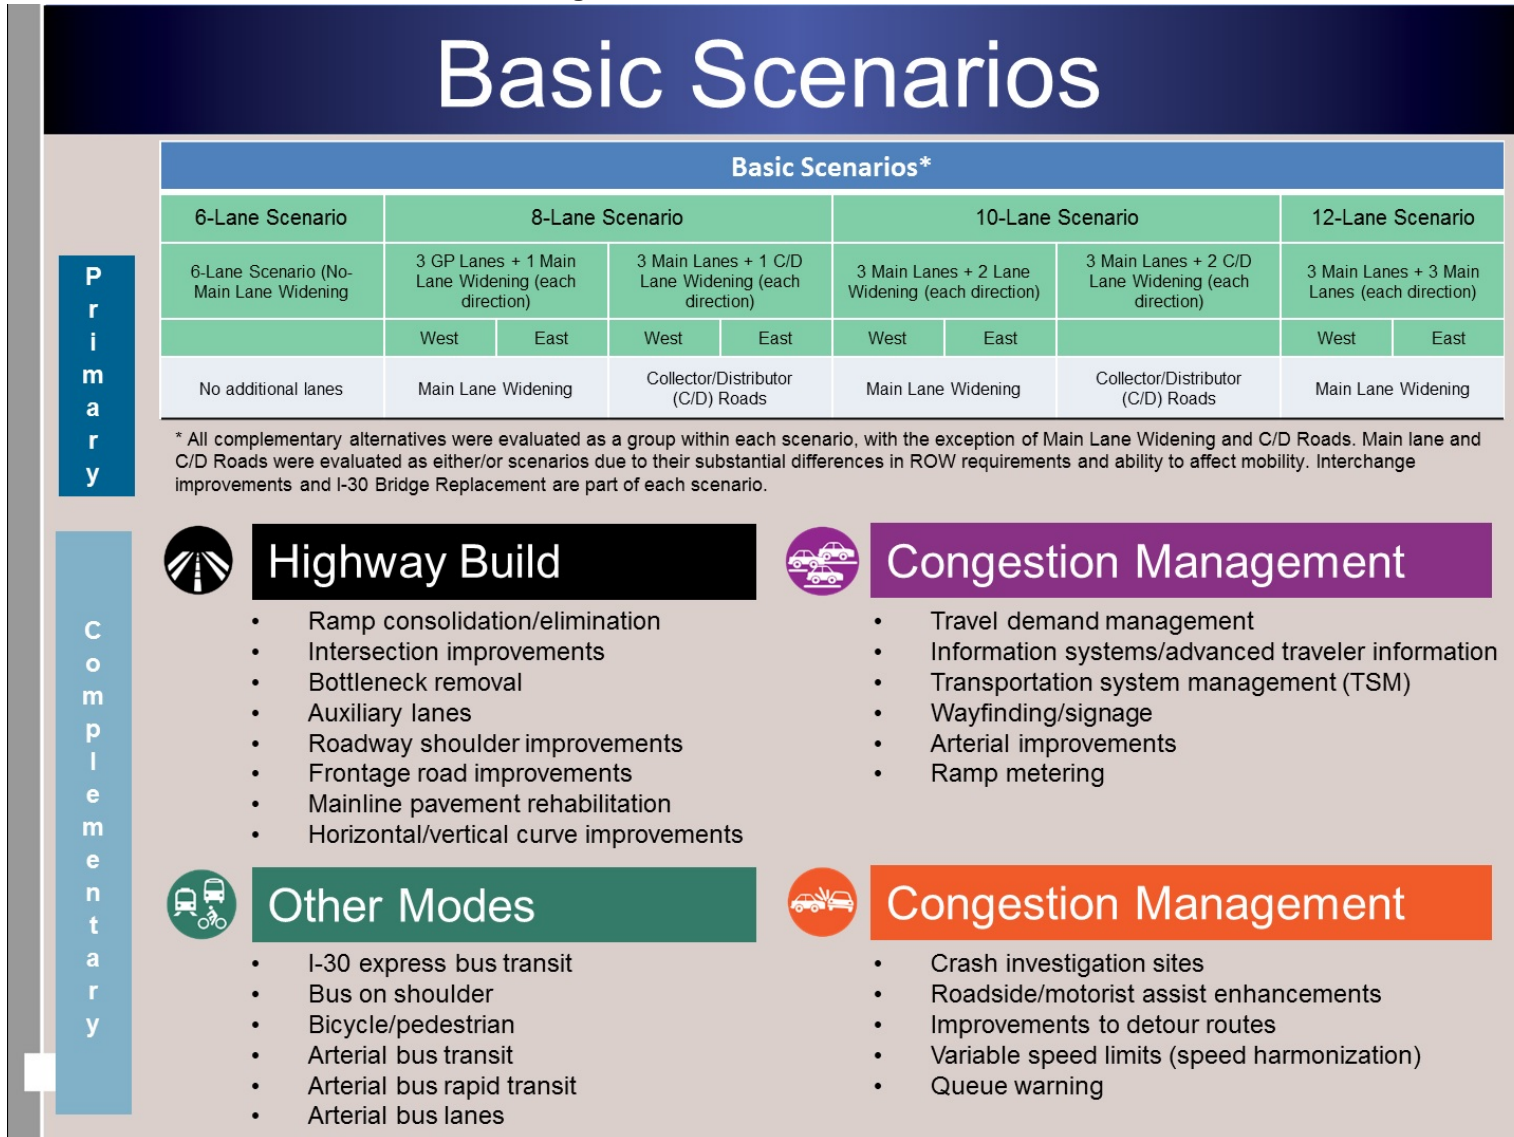 Basic Scenarios
Basic Scenarios*
6-Lane Scenario
8-Lane Scenario
10-Lane Scenario
12-Lane Scenario
6-Lane Scenario (No-
Main Lane Widening
3 GP Lanes + 1 Main
Lane Widening (each
direction)
3 Main Lanes + 1 C/D
Lane Widening (each
direction)
3 Main Lanes + 2 Lane
Widening (each direction)
3 Main Lanes + 2 C/D
Lane Widening (each
direction)
3 Main Lanes + 3 Main
Lanes (each direction)
West
East
West
East
West
East
West
East
No additional lanes
Main Lane Widening
Collector/Distributor
(C/D) Roads
Main Lane Widening
Collector/Distributor
(C/D) Roads
Main Lane Widening
* All complementary alternatives were evaluated as a group within each scenario, with the exception of Main Lane Widening and C/D Roads. Main lane and
C/D Roads were evaluated as either/or scenarios due to their substantial differences in ROW requirements and ability to affect mobility. Interchange
improvements and I-30 Bridge Replacement are part of each scenario.
Primary
Complementary
Highway Build
• Ramp consolidation/elimination
• Intersection improvements
• Bottleneck removal
• Auxiliary lanes
• Roadway shoulder improvements
• Frontage road improvements
• Mainline pavement rehabilitation
• Horizontal/vertical curve improvements
Congestion Management
• Travel demand management
• Information systems/advanced traveler information
• Transportation system management (TSM)
• Wayfinding/signage
• Arterial improvements
• Ramp metering
Other Modes
• I-30 express bus transit
• Bus on shoulder
• Bicycle/pedestrian
• Arterial bus transit
• Arterial bus rapid transit
• Arterial bus lanes
Congestion Management
• Crash investigation sites
• Roadside/motorist assist enhancements
• Improvements to detour routes
• Variable speed limits (speed harmonization)
• Queue warning